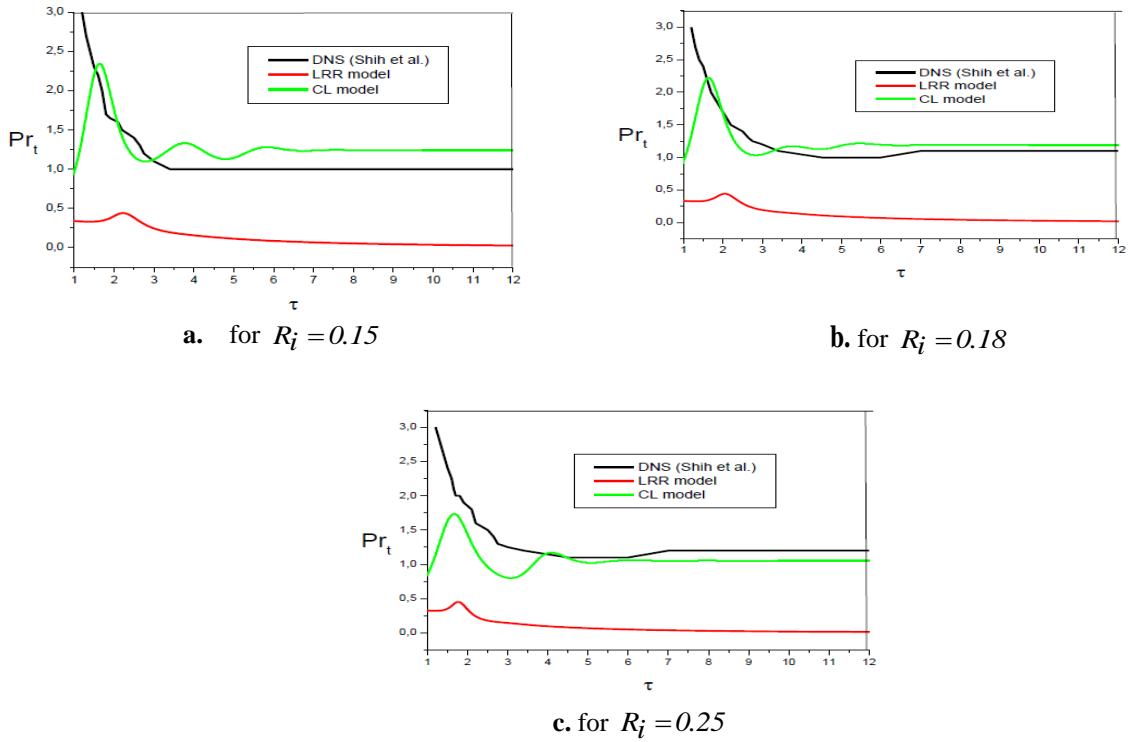 3,0
2,5
2,0
1,5
1,0
0,5
0,0
Pr_t
DNS (Shih et al.)
LRR model
CL model
1 2 3 4 5 6 7 8 9 10 11 12
τ
a. for R_i = 0.15
3,0
2,5
2,0
1,5
1,0
0,5
0,0
Pr_t
DNS (Shih et al.)
LRR model
CL model
1 2 3 4 5 6 7 8 9 10 11 12
τ
b. for R_i = 0.18
3,0
2,5
2,0
1,5
1,0
0,5
0,0
Pr_t
DNS (Shih et al.)
LRR model
CL model
1 2 3 4 5 6 7 8 9 10 11 12
τ
c. for R_i = 0.25